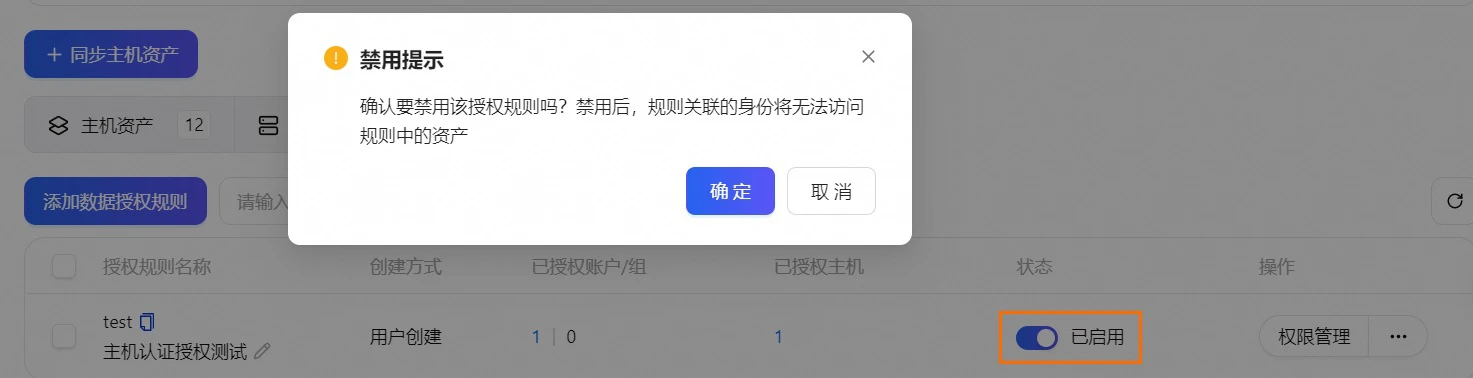 同步主机资产
禁用提示
确认要禁用该授权规则吗？禁用后，规则关联的身份将无法访问
规则中的资产
确 定
取 消
主机资产 12
添加数据授权规则
请输入
授权规则名称 创建方式 已授权账户/组 已授权主机 状态 操作
test 用户创建 1 | 0 1 已启用 权限管理 •••
主机认证授权测试